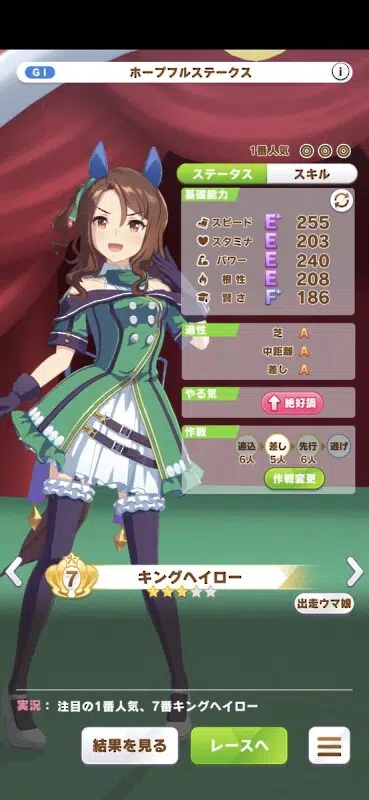 GI
ホープフルステークス
i
1番人気 ◎ ◎ ◎
ステータス スキル
基礎能力
スピード E+ 255
スタミナ E 203
パワー E 240
根性 E 208
賢さ F+ 186
適性
芝 A
中距離 A
差し A
やる気
絶好調
作戦
追込 差し 先行 逃げ
6人 5人 6人
作戦変更
7 キングヘイロー
出走ウマ娘
実況： 注目の1番人気、7番キングヘイロー
結果を見る レースへ